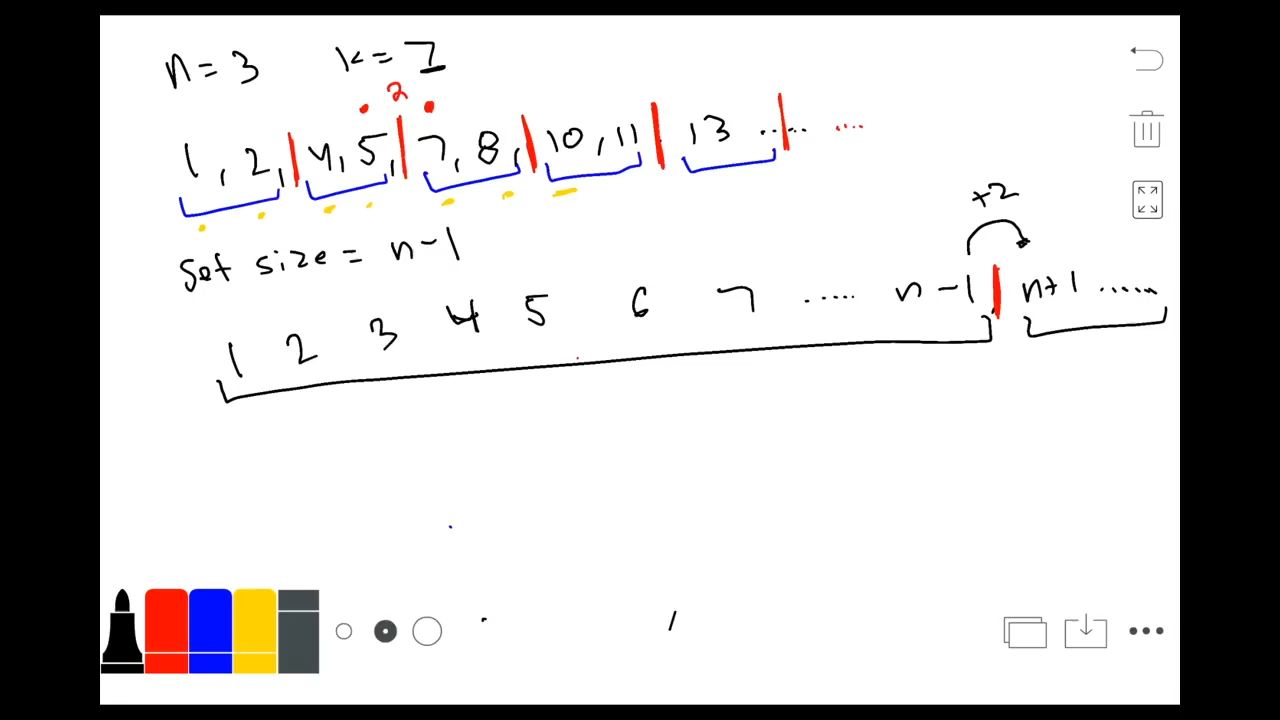 n = 3 k = 7
2
1, 2, | 4, 5, | 7, 8, | 10, 11 | 13 ..... | ....
+2
Set size = n-1
1 2 3 4 5 6 7 ..... n-1 | n+1 ......